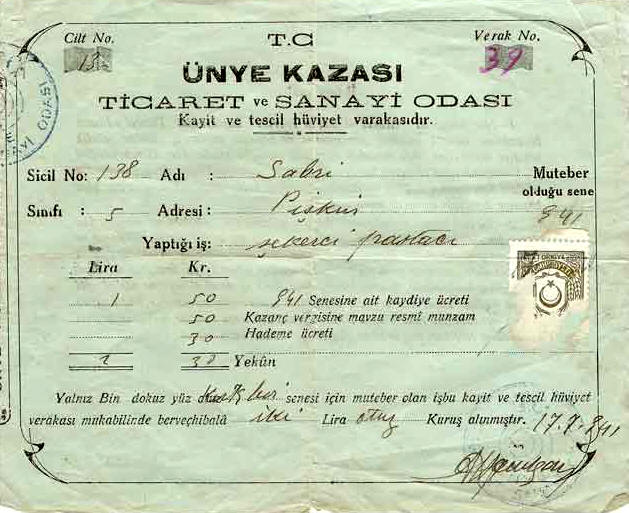 Cilt No. T.C Verak No.
15 39
ÜNYE KAZASI
TİCARET ve SANAYİ ODASI
Kayit ve tescil hüviyet varakasıdır.
Sicil No: 138 Adı : Sabri Muteber
olduğu sene
Sınıfı : 5 Adresi : Pişkin 941
Yaptığı iş: şekerci pastacı
Lira Kr.
1 50 941 Senesine ait kaydiye ücreti
50 Kazanç vergisine mavzu resmî munzam
30 Hademe ücreti
2 30 Yekûn
Yalnız Bin dokuz yüz kırk bir senesi için muteber olan işbu kayit ve tescil hüviyet
verakası mukabilinde berveçhibalâ iki Lira otuz Kuruş alınmıştır. 17.7.941
ODASI